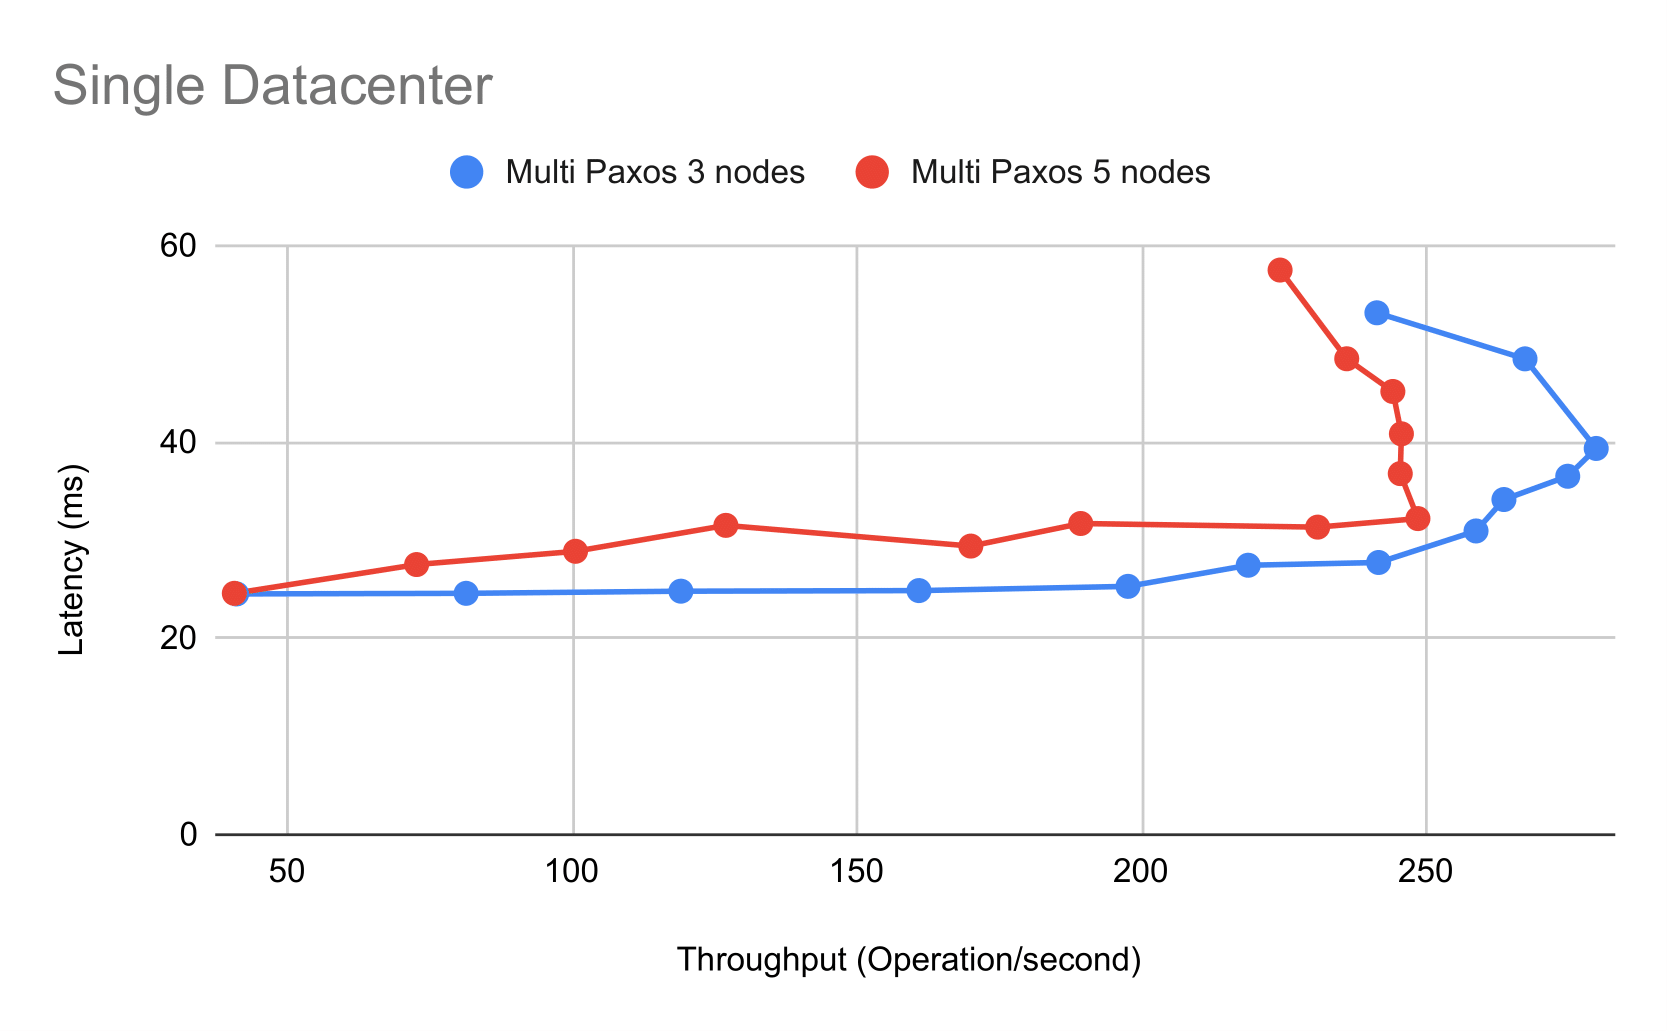 Single Datacenter
Multi Paxos 3 nodes
Multi Paxos 5 nodes
60
40
20
0
Latency (ms)
50
100
150
200
250
Throughput (Operation/second)